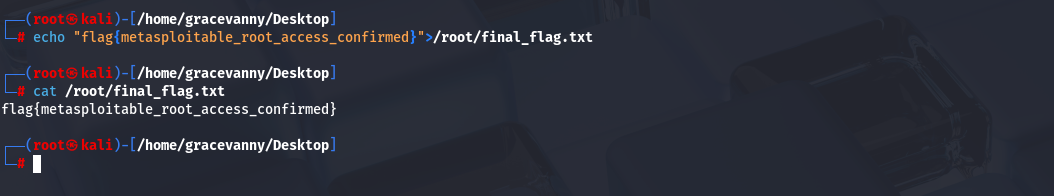 ┌──(root㉿kali)-[/home/gracevanny/Desktop]
└─# echo "flag{metasploitable_root_access_confirmed}">/root/final_flag.txt
┌──(root㉿kali)-[/home/gracevanny/Desktop]
└─# cat /root/final_flag.txt
flag{metasploitable_root_access_confirmed}
┌──(root㉿kali)-[/home/gracevanny/Desktop]
└─#